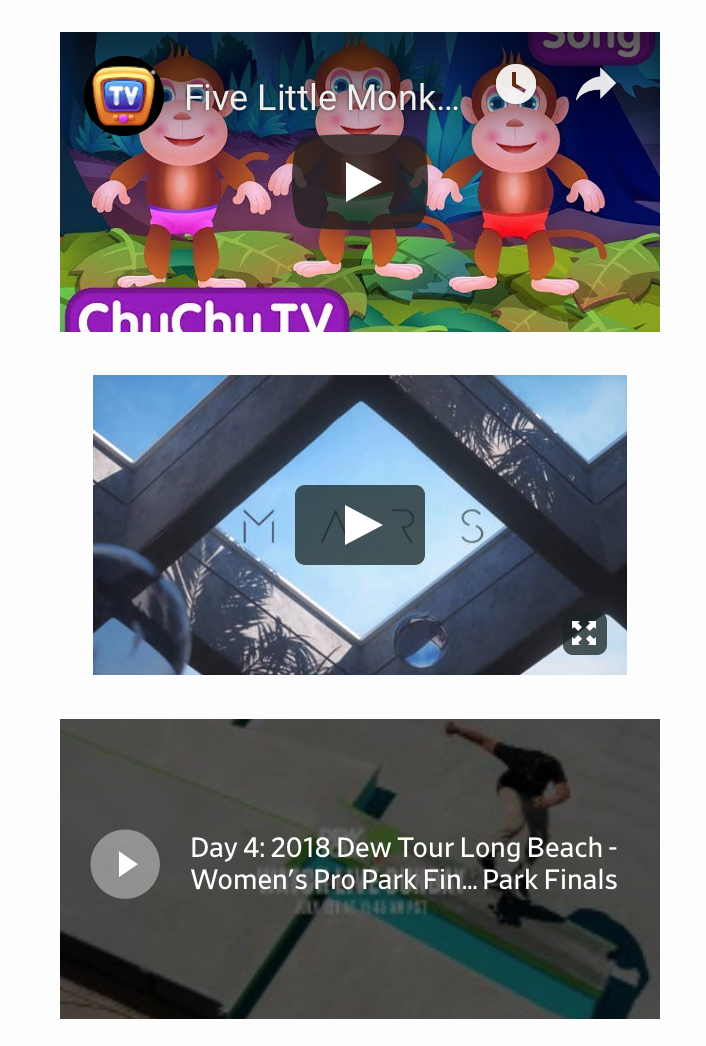 Song
TV
Five Little Monk...
ChuChu TV
M A R S
Day 4: 2018 Dew Tour Long Beach -
Women's Pro Park Fin... Park Finals